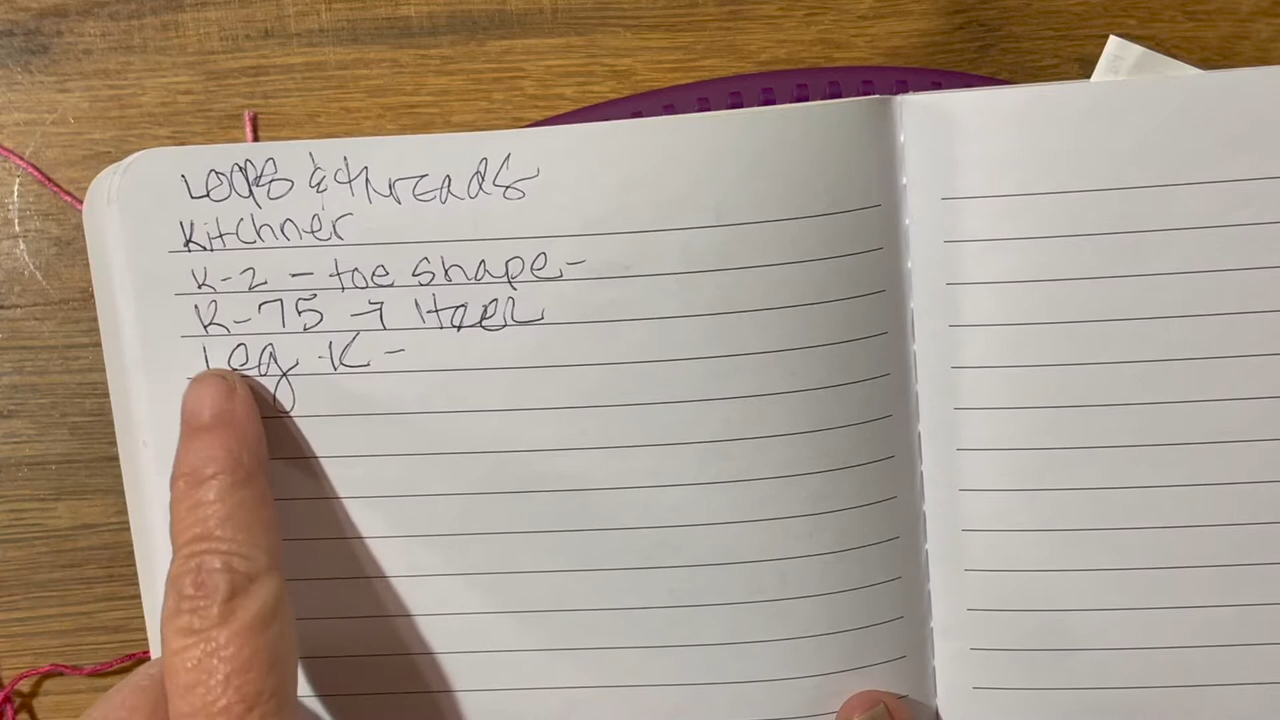 Loops & threads
Kitchner
K-2 - toe shape-
K-75 → Heel
Leg K-